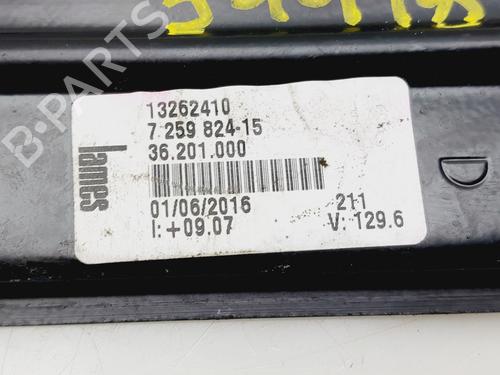 B-Parts
13262410
7 259 824-15
36.201.000
lames
01/06/2016 211
I: +09.07 V: 129.6
D